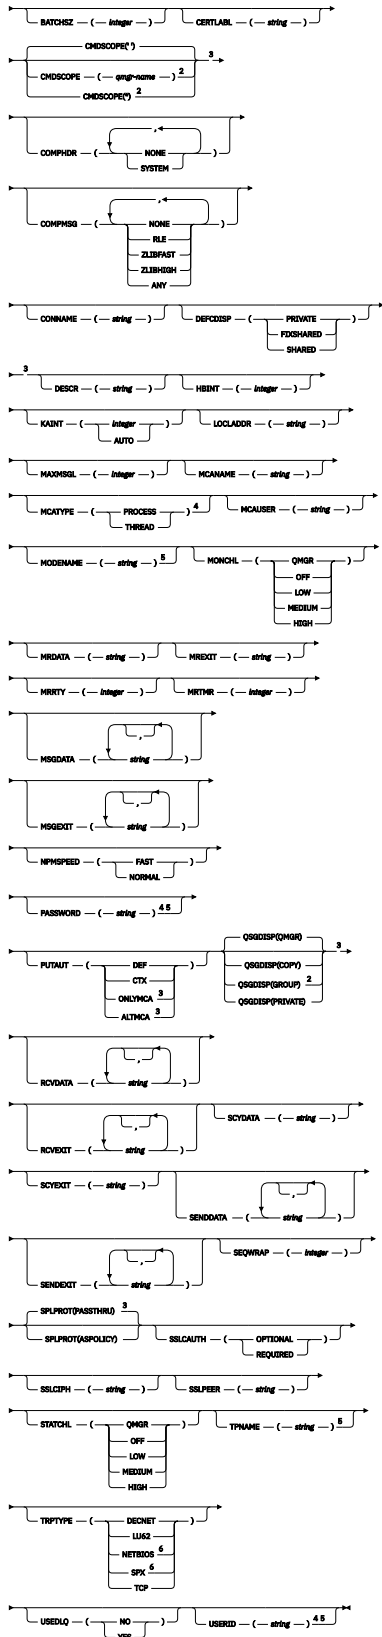 BATCHSZ ( integer ) CERTLABL ( string )
CMDSCOPE(' ') 3
CMDSCOPE ( qmgr-name ) 2
CMDSCOPE(*) 2
,
COMPHDR ( NONE )
SYSTEM
,
COMPMSG ( NONE )
RLE
ZLIBFAST
ZLIBHIGH
ANY
CONNAME ( string ) DEFCDISP ( PRIVATE )
FIXSHARED
SHARED
3 DESCR ( string ) HBINT ( integer )
KAINT ( integer ) LOCLADDR ( string )
AUTO
MAXMSGL ( integer ) MCANAME ( string )
MCATYPE ( PROCESS ) 4 MCAUSER ( string )
THREAD
MODENAME ( string ) 5 MONCHL ( QMGR )
OFF
LOW
MEDIUM
HIGH
MRDATA ( string ) MREXIT ( string )
MRRTY ( integer ) MRTMR ( integer )
,
MSGDATA ( string )
,
MSGEXIT ( string )
NPMSPEED ( FAST )
NORMAL
PASSWORD ( string ) 4 5
QSGDISP(QMGR) 3
PUTAUT ( DEF ) QSGDISP(COPY)
CTX QSGDISP(GROUP) 2
ONLYMCA 3 QSGDISP(PRIVATE)
ALTMCA 3
,
RCVDATA ( string )
,
RCVEXIT ( string ) SCYDATA ( string )
SCYEXIT ( string )
,
SENDDATA ( string )
,
SENDEXIT ( string ) SEQWRAP ( integer )
SPLPROT(PASSTHRU) 3
SPLPROT(ASPOLICY) SSLCAUTH ( OPTIONAL )
REQUIRED
SSLCIPH ( string ) SSLPEER ( string )
STATCHL ( QMGR ) TPNAME ( string ) 5
OFF
LOW
MEDIUM
HIGH
TRPTYPE ( DECNET )
LU62
NETBIOS 6
SPX 6
TCP
USEDLQ ( NO ) USERID ( string ) 4 5
YES